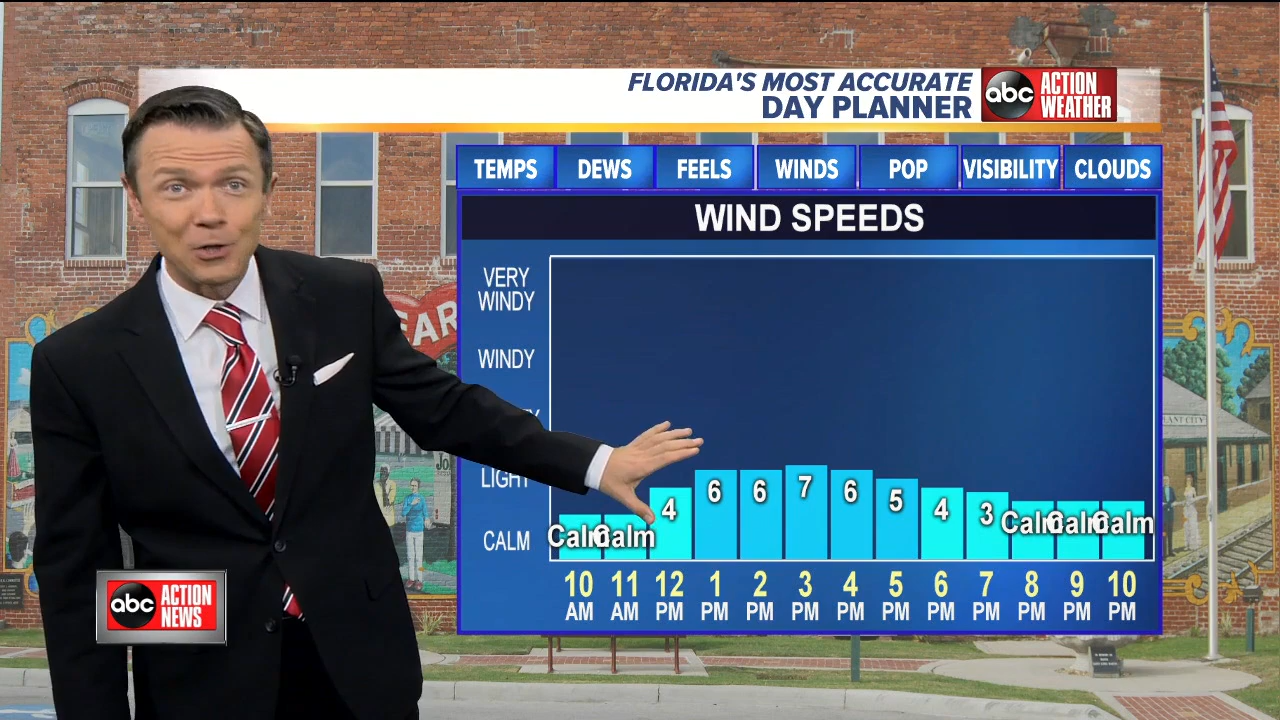 FLORIDA'S MOST ACCURATE
DAY PLANNER
abc
ACTION
WEATHER
TEMPS DEWS FEELS WINDS POP VISIBILITY CLOUDS
WIND SPEEDS
VERY
WINDY
WINDY
LIGHT
CALM
Calm Calm 4 6 6 7 6 5 4 3 Calm Calm Calm
10 11 12 1 2 3 4 5 6 7 8 9 10
AM AM PM PM PM PM PM PM PM PM PM PM PM
abc
ACTION
NEWS
PLANT CITY